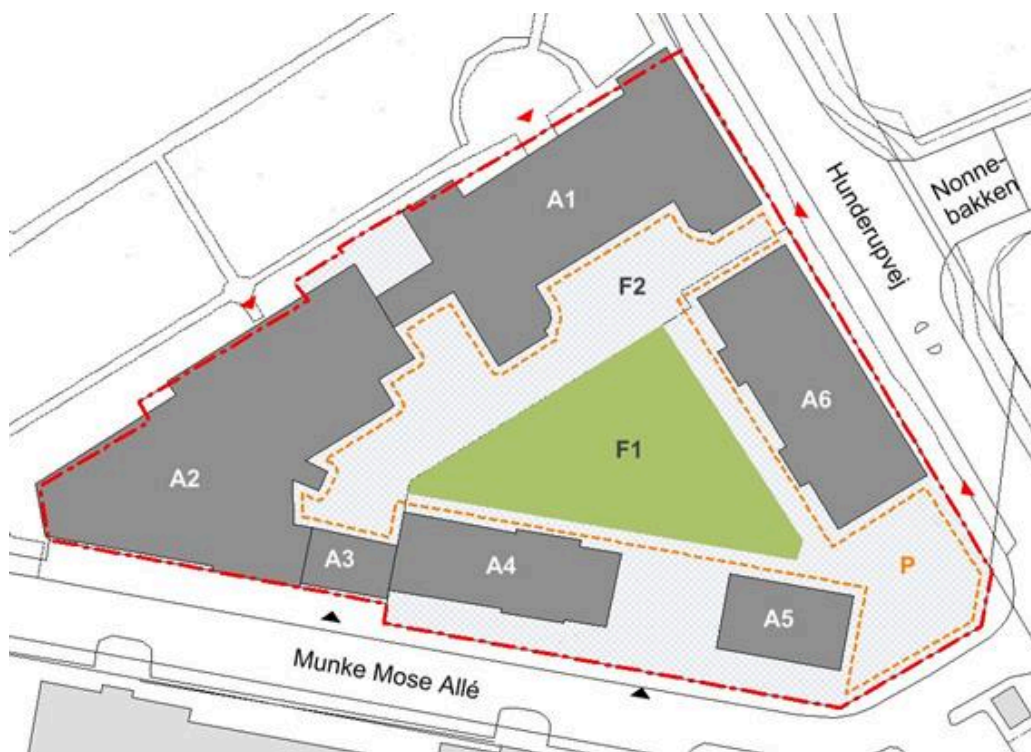 A1
Hunderupvej
Nonne-
bakken
F2
A6
F1
A2
A3
A4
P
A5
Munke Mose Allé